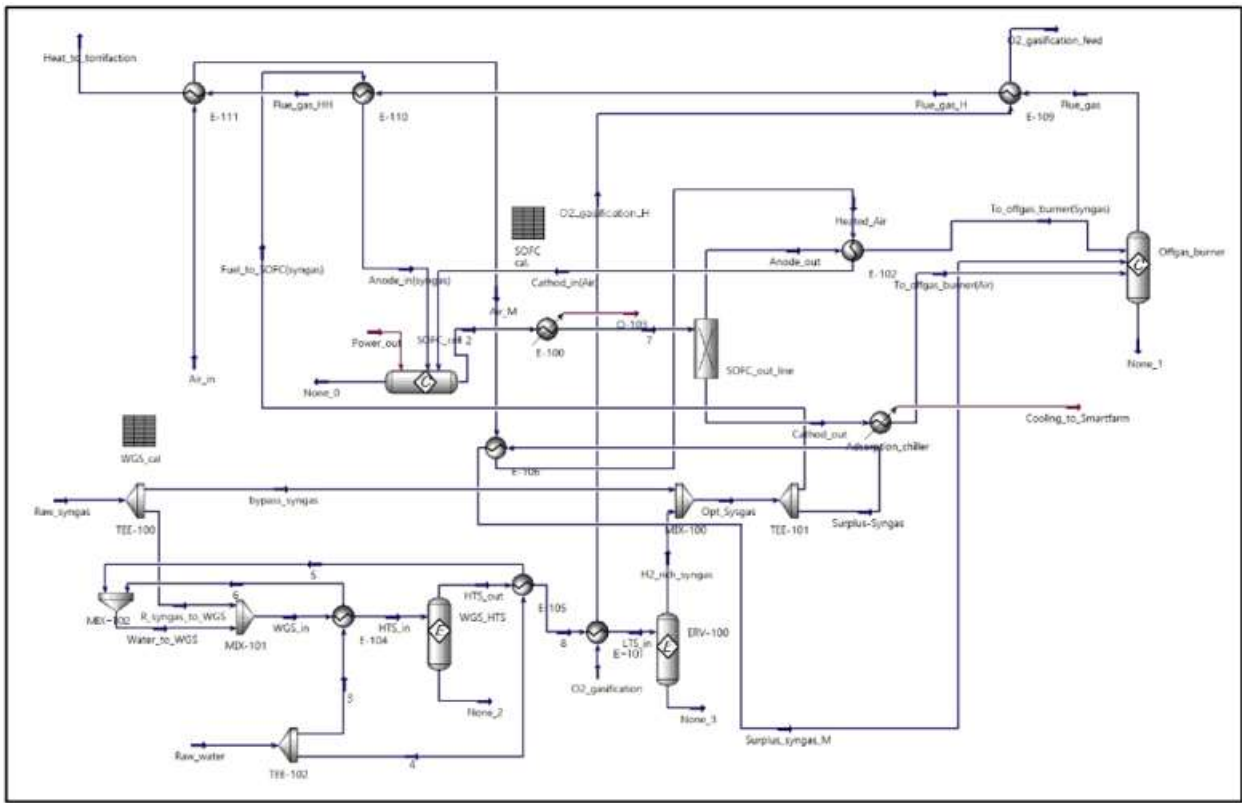 O2_gasification_feed
Heat_to_torrifaction
Flue_gas_HH
Flue_gas_H
Flue_gas
E-111
E-110
E-109
O2_gasification_H
Heated_Air
To_offgas_burner(Syngas)
SOFC
cal.
Offgas_burner
Fuel_to_SOFC(syngas)
Anode_in(syngas)
Cathod_in(Air)
Anode_out
E-102
To_offgas_burner(Air)
Air_M
Power_out
2
E-100
7
SOFC_out_line
None_1
Air_in
None_0
C
C
Cooling_to_Smartfarm
Cathod_out
Adsorption_chiller
WGS_cal
E-106
Raw_syngas
bypass_syngas
Opt_Sysgas
TEE-100
MIX-100
TEE-101
Surplus-Syngas
5
H2_rich_syngas
6
HTS_out
E-105
MIX-102
R_syngas_to_WGS
WGS_HTS
Water_to_WGS
WGS_in
HTS_in
ERV-100
MIX-101
E-104
8
LTS_in
E-101
E
O2_gasification
3
None_2
None_3
Raw_water
Surplus_syngas_M
TEE-102
4